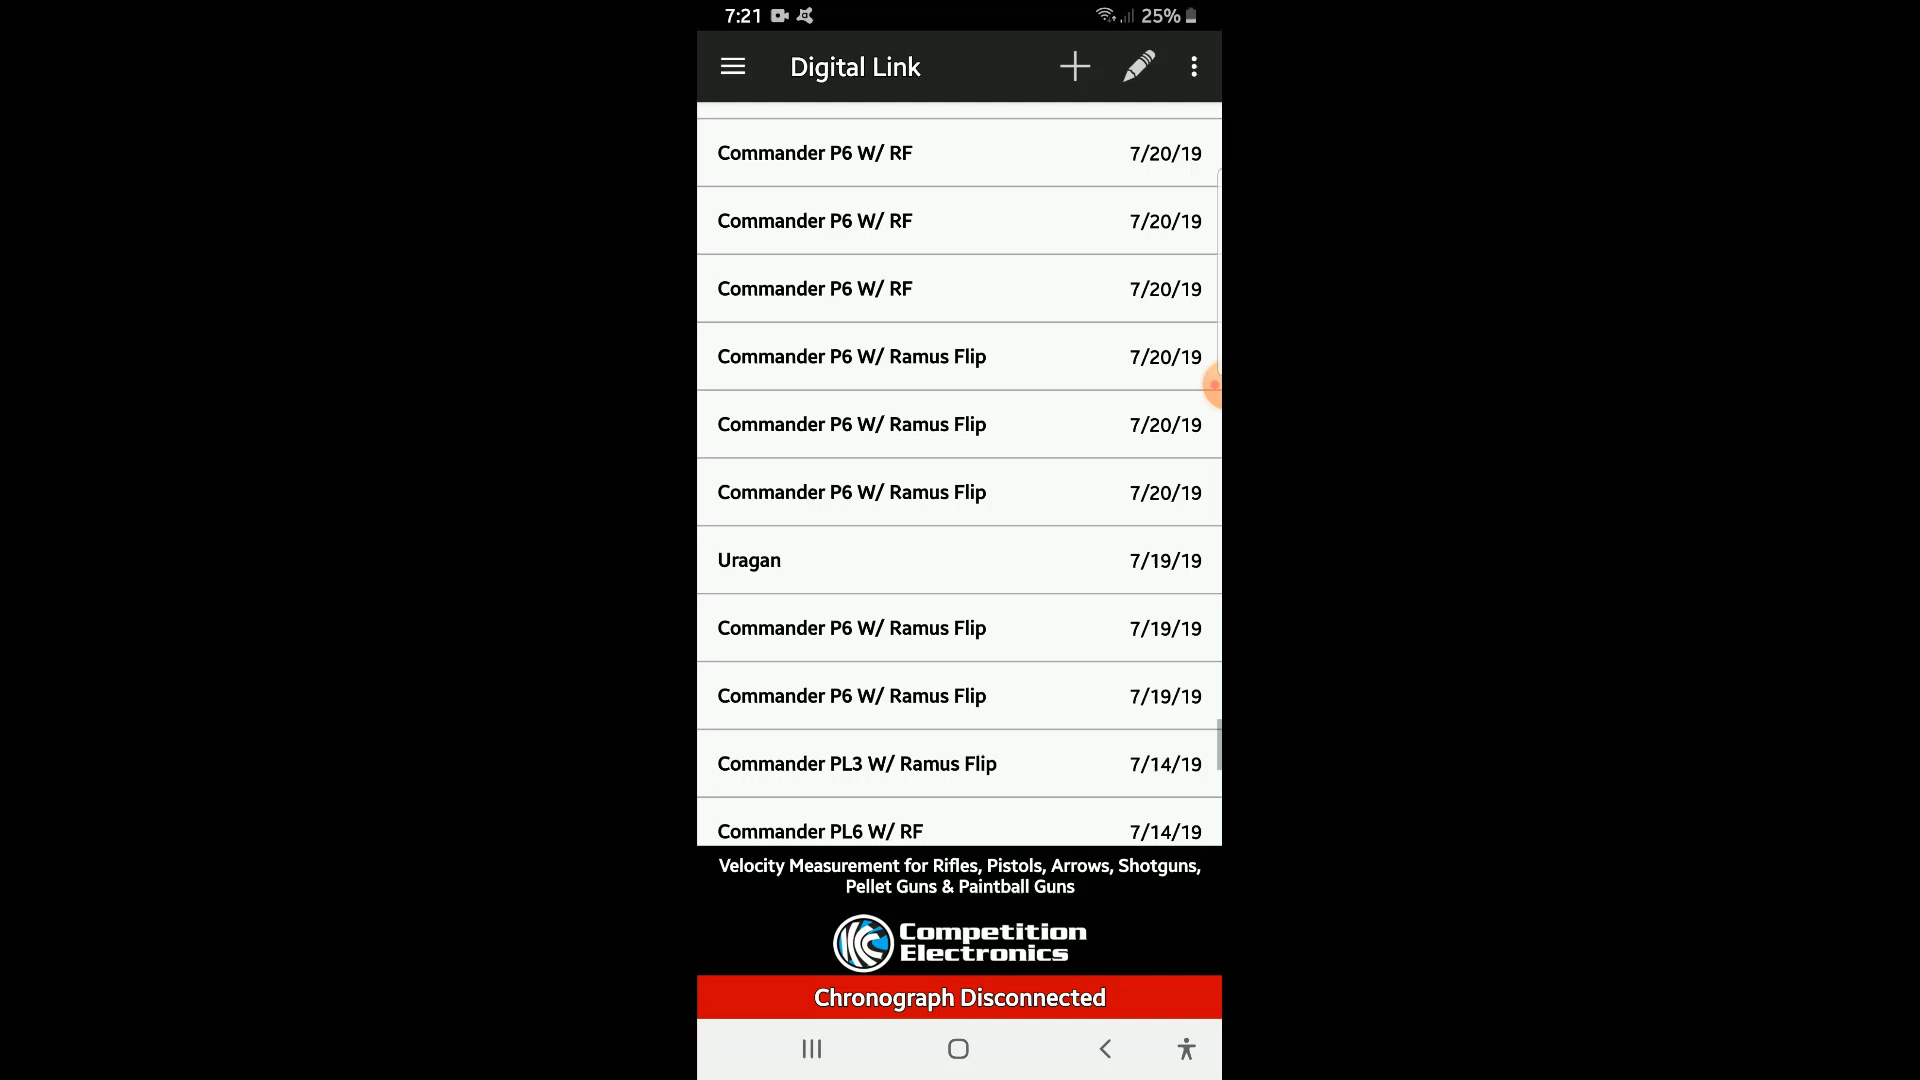 7:21 25%
Digital Link
Commander P6 W/ RF 7/20/19
Commander P6 W/ RF 7/20/19
Commander P6 W/ RF 7/20/19
Commander P6 W/ Ramus Flip 7/20/19
Commander P6 W/ Ramus Flip 7/20/19
Commander P6 W/ Ramus Flip 7/20/19
Uragan 7/19/19
Commander P6 W/ Ramus Flip 7/19/19
Commander P6 W/ Ramus Flip 7/19/19
Commander PL3 W/ Ramus Flip 7/14/19
Commander PL6 W/ RF 7/14/19
Velocity Measurement for Rifles, Pistols, Arrows, Shotguns,
Pellet Guns & Paintball Guns
Competition
Electronics
Chronograph Disconnected